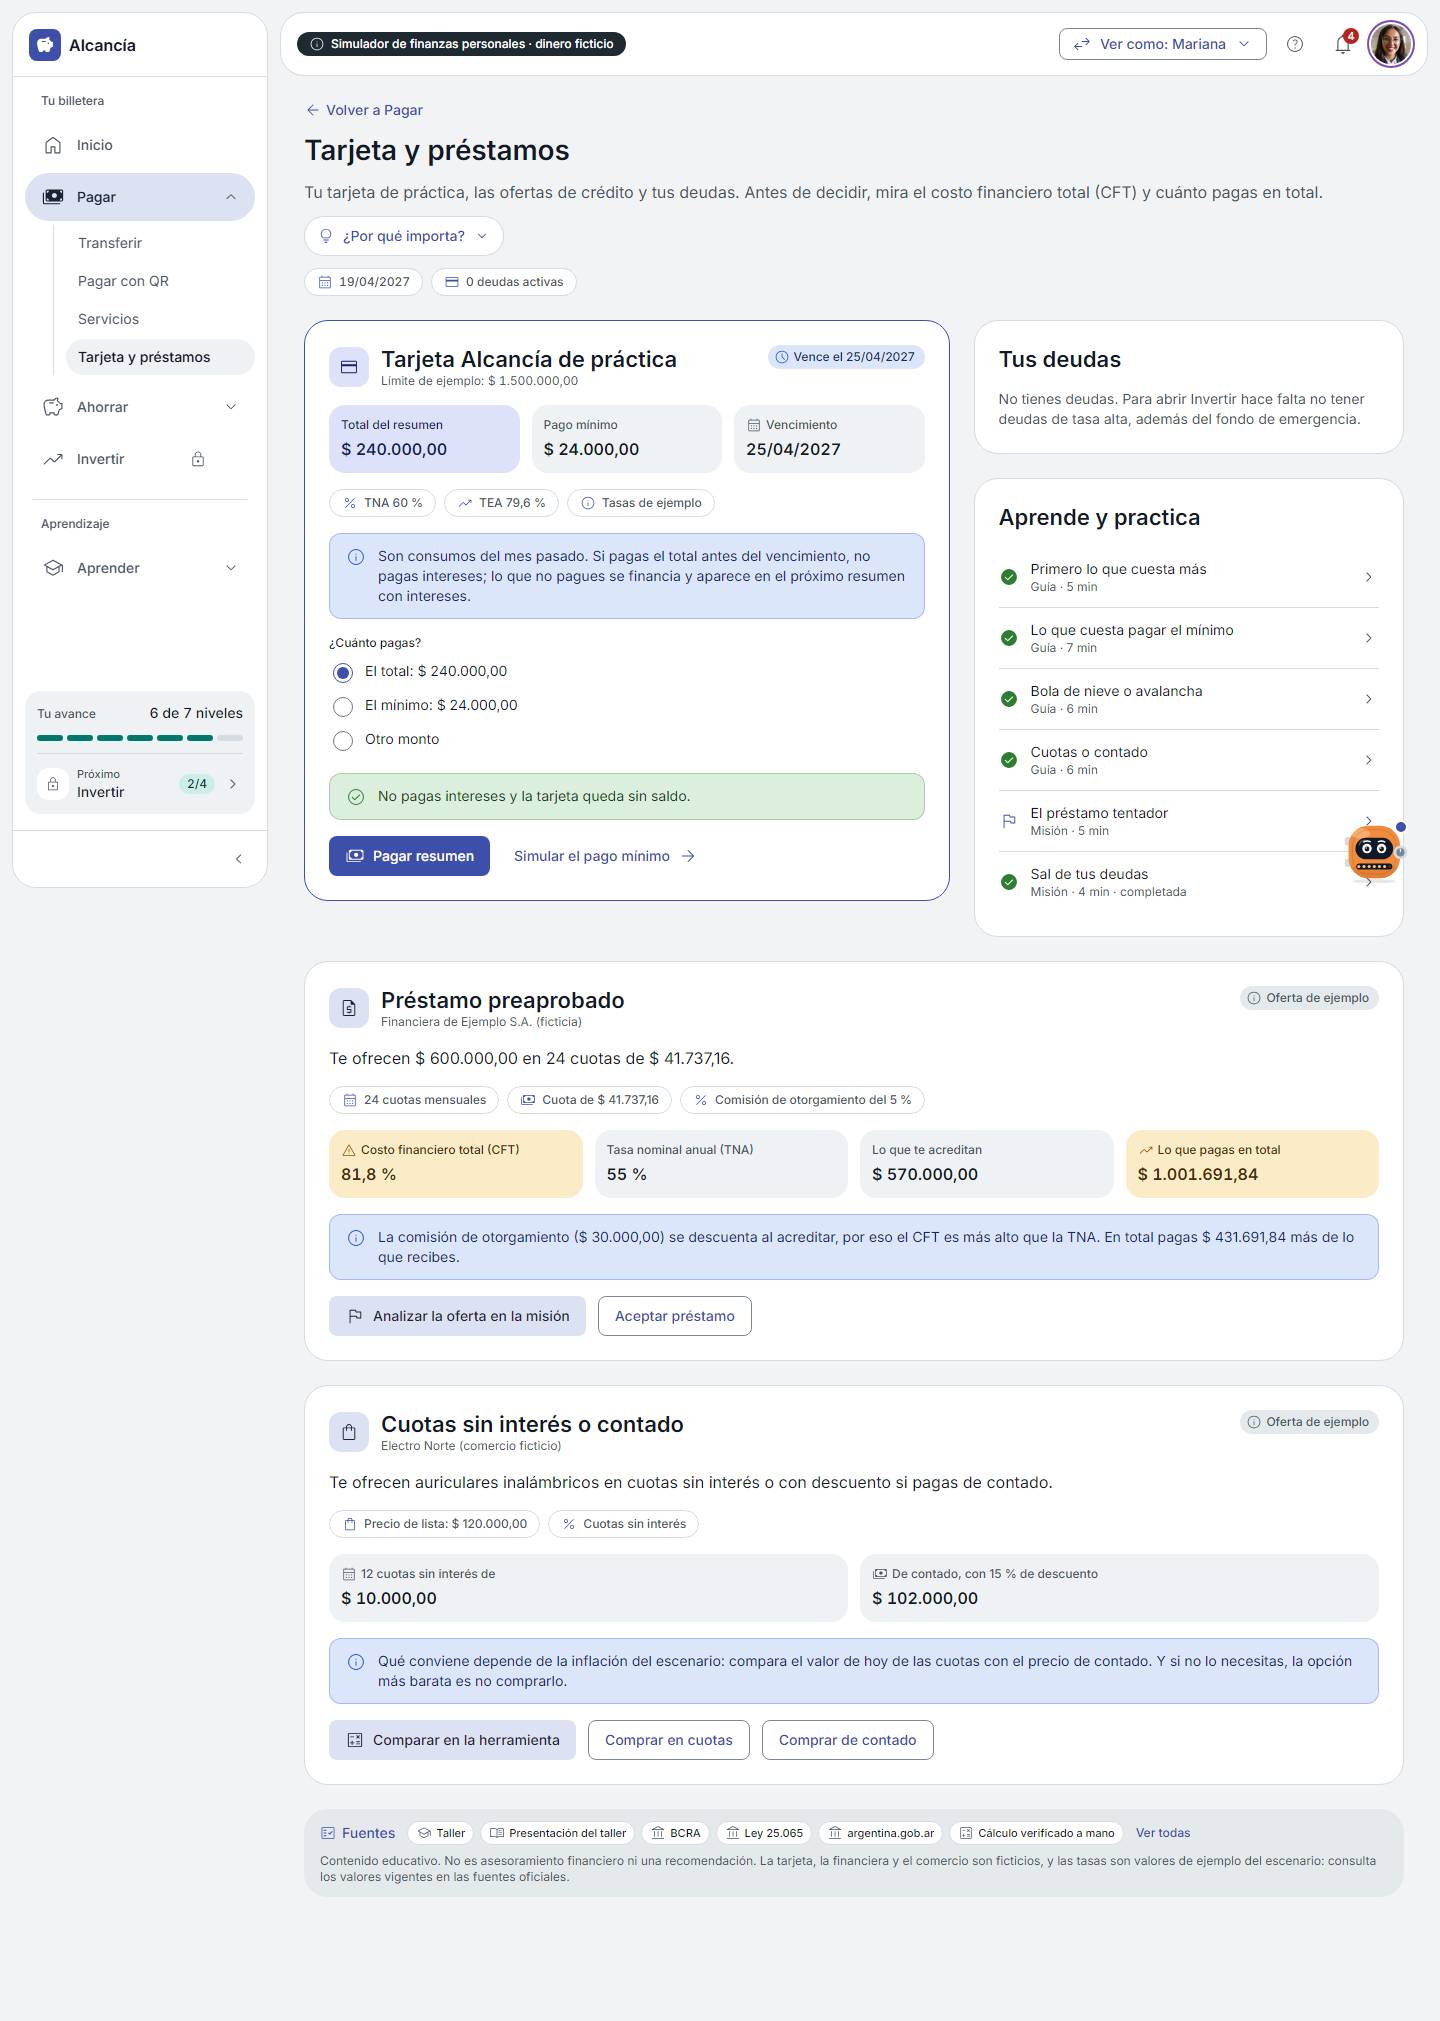 Alcancía
Simulador de finanzas personales · dinero ficticio
Ver como: Mariana
4
Tu billetera
Inicio
Pagar
Transferir
Pagar con QR
Servicios
Tarjeta y préstamos
Ahorrar
Invertir
Aprendizaje
Aprender
Tu avance
6 de 7 niveles
Próximo
Invertir
2/4
Volver a Pagar
Tarjeta y préstamos
Tu tarjeta de práctica, las ofertas de crédito y tus deudas. Antes de decidir, mira el costo financiero total (CFT) y cuánto pagas en total.
¿Por qué importa?
19/04/2027
0 deudas activas
Tarjeta Alcancía de práctica
Límite de ejemplo: $ 1.500.000,00
Vence el 25/04/2027
Total del resumen
$ 240.000,00
Pago mínimo
$ 24.000,00
Vencimiento
25/04/2027
TNA 60 %
TEA 79,6 %
Tasas de ejemplo
Son consumos del mes pasado. Si pagas el total antes del vencimiento, no
pagas intereses; lo que no pagues se financia y aparece en el próximo resumen
con intereses.
¿Cuánto pagas?
El total: $ 240.000,00
El mínimo: $ 24.000,00
Otro monto
No pagas intereses y la tarjeta queda sin saldo.
Pagar resumen
Simular el pago mínimo
Tus deudas
No tienes deudas. Para abrir Invertir hace falta no tener
deudas de tasa alta, además del fondo de emergencia.
Aprende y practica
Primero lo que cuesta más
Guía · 5 min
Lo que cuesta pagar el mínimo
Guía · 7 min
Bola de nieve o avalancha
Guía · 6 min
Cuotas o contado
Guía · 6 min
El préstamo tentador
Misión · 5 min
Sal de tus deudas
Misión · 4 min · completada
Préstamo preaprobado
Financiera de Ejemplo S.A. (ficticia)
Oferta de ejemplo
Te ofrecen $ 600.000,00 en 24 cuotas de $ 41.737,16.
24 cuotas mensuales
Cuota de $ 41.737,16
Comisión de otorgamiento del 5 %
Costo financiero total (CFT)
81,8 %
Tasa nominal anual (TNA)
55 %
Lo que te acreditan
$ 570.000,00
Lo que pagas en total
$ 1.001.691,84
La comisión de otorgamiento ($ 30.000,00) se descuenta al acreditar, por eso el CFT es más alto que la TNA. En total pagas $ 431.691,84 más de lo
que recibes.
Analizar la oferta en la misión
Aceptar préstamo
Cuotas sin interés o contado
Electro Norte (comercio ficticio)
Oferta de ejemplo
Te ofrecen auriculares inalámbricos en cuotas sin interés o con descuento si pagas de contado.
Precio de lista: $ 120.000,00
Cuotas sin interés
12 cuotas sin interés de
$ 10.000,00
De contado, con 15 % de descuento
$ 102.000,00
Qué conviene depende de la inflación del escenario: compara el valor de hoy de las cuotas con el precio de contado. Y si no lo necesitas, la opción
más barata es no comprarlo.
Comparar en la herramienta
Comprar en cuotas
Comprar de contado
Fuentes
Taller
Presentación del taller
BCRA
Ley 25.065
argentina.gob.ar
Cálculo verificado a mano
Ver todas
Contenido educativo. No es asesoramiento financiero ni una recomendación. La tarjeta, la financiera y el comercio son ficticios, y las tasas son valores de ejemplo del escenario: consulta
los valores vigentes en las fuentes oficiales.